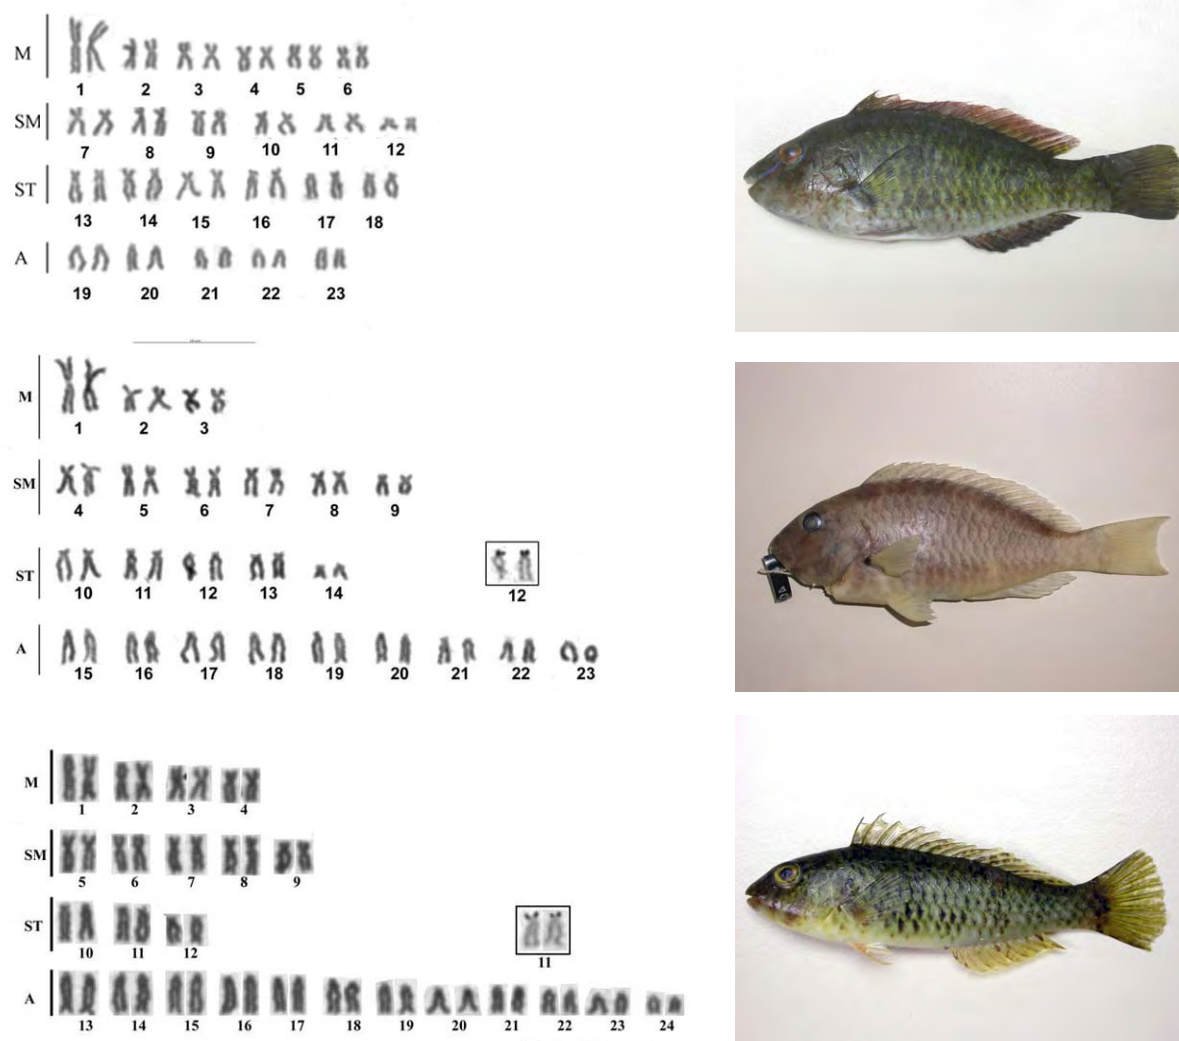 M
1 2 3 4 5 6
SM
7 8 9 10 11 12
ST
13 14 15 16 17 18
A
19 20 21 22 23
M
1 2 3
SM
4 5 6 7 8 9
ST
10 11 12 13 14 12
A
15 16 17 18 19 20 21 22 23
M
1 2 3 4
SM
5 6 7 8 9
ST
10 11 12 11
A
13 14 15 16 17 18 19 20 21 22 23 24